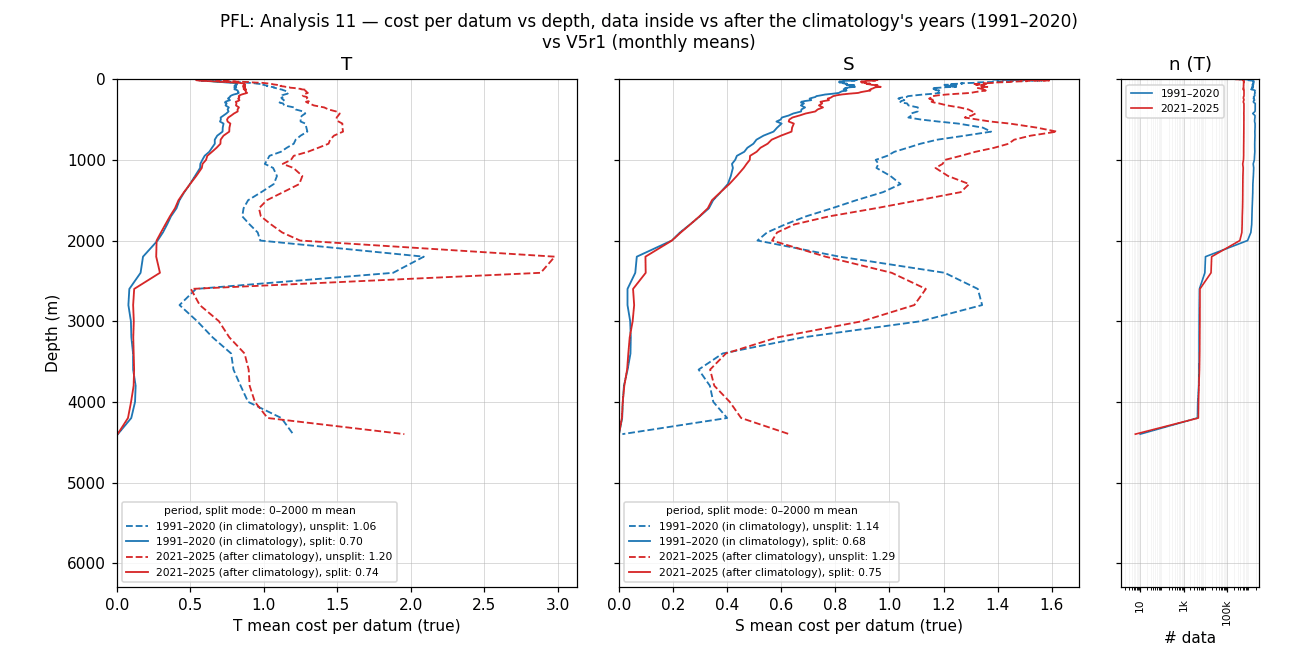 PFL: Analysis 11 — cost per datum vs depth, data inside vs after the climatology's years (1991–2020)
vs V5r1 (monthly means)
T
S
n (T)
0
1000
2000
3000
4000
5000
6000
Depth (m)
period, split mode: 0–2000 m mean
1991–2020 (in climatology), unsplit: 1.06
1991–2020 (in climatology), split: 0.70
2021–2025 (after climatology), unsplit: 1.20
2021–2025 (after climatology), split: 0.74
0.0 0.5 1.0 1.5 2.0 2.5 3.0
T mean cost per datum (true)
period, split mode: 0–2000 m mean
1991–2020 (in climatology), unsplit: 1.14
1991–2020 (in climatology), split: 0.68
2021–2025 (after climatology), unsplit: 1.29
2021–2025 (after climatology), split: 0.75
0.0 0.2 0.4 0.6 0.8 1.0 1.2 1.4 1.6
S mean cost per datum (true)
1991–2020
2021–2025
10 1k 100k
# data